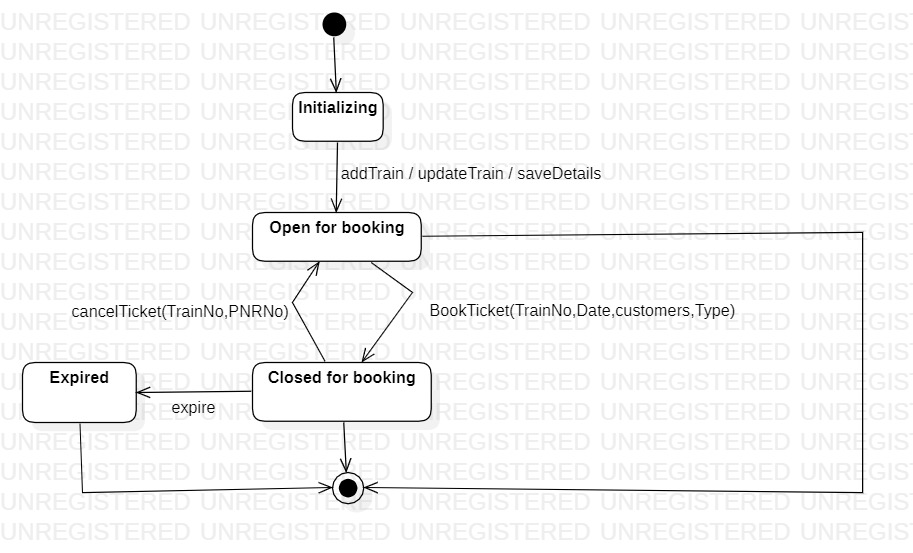 Initializing
addTrain / updateTrain / saveDetails
Open for booking
cancelTicket(TrainNo,PNRNo)
BookTicket(TrainNo,Date,customers,Type)
Expired
Closed for booking
expire
UNREGISTERED